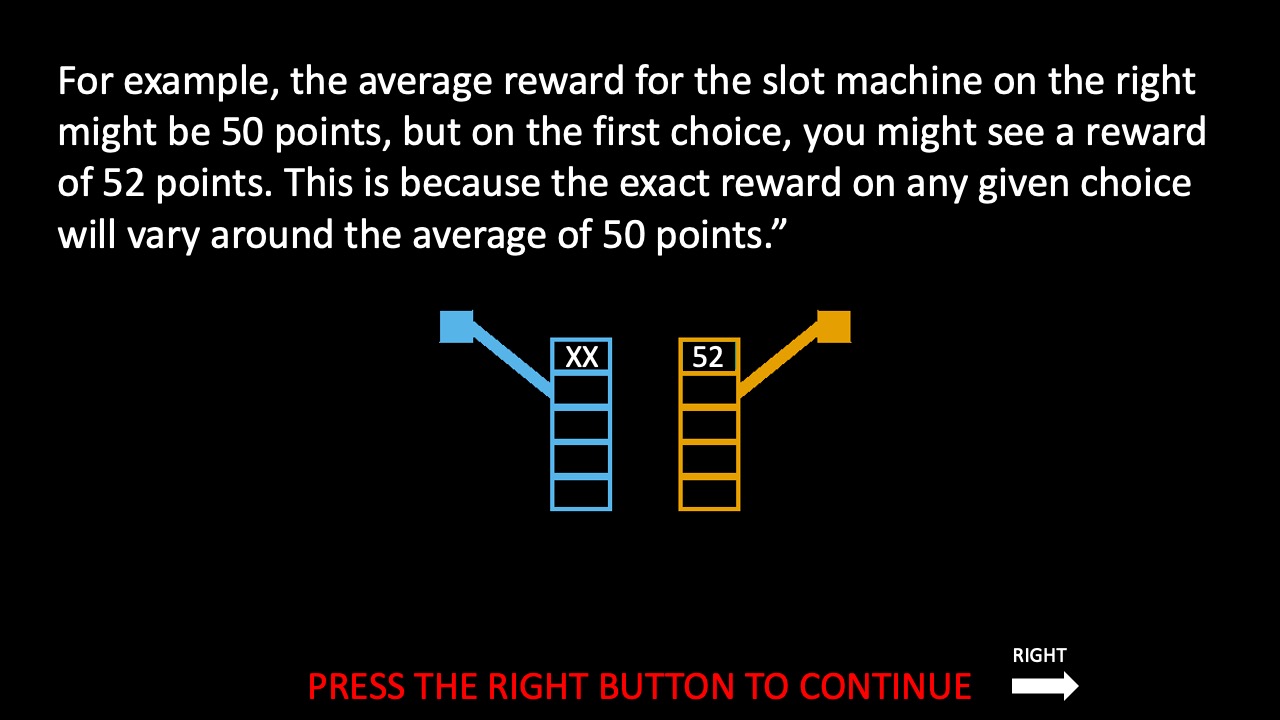 For example, the average reward for the slot machine on the right
might be 50 points, but on the first choice, you might see a reward
of 52 points. This is because the exact reward on any given choice
will vary around the average of 50 points.”
XX
52
RIGHT
PRESS THE RIGHT BUTTON TO CONTINUE